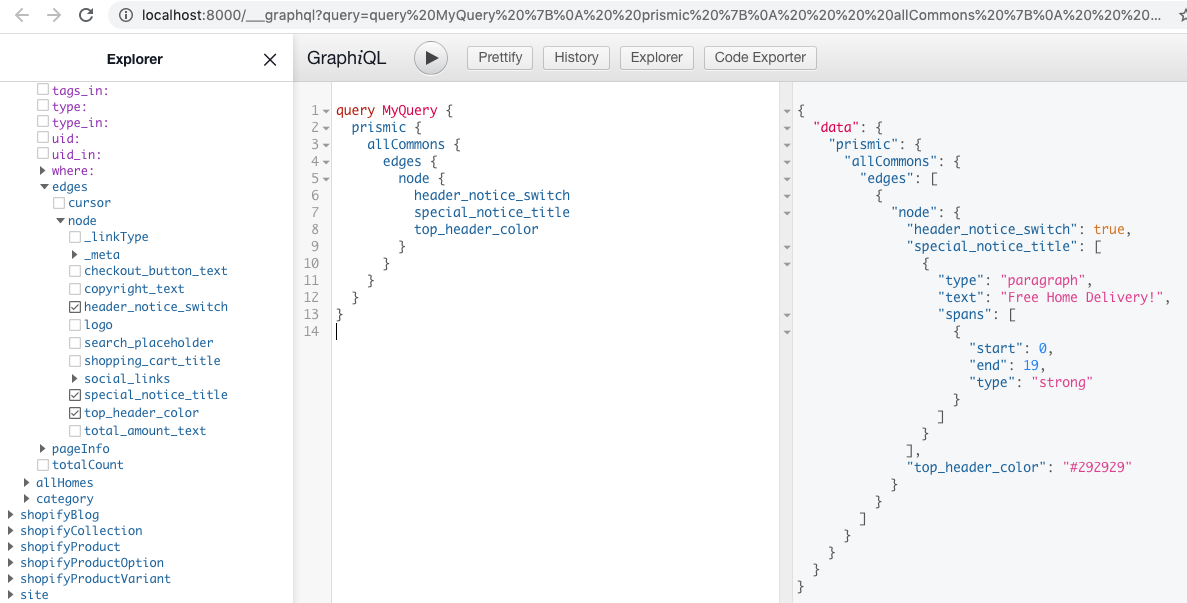 localhost:8000/___graphql?query=query%20MyQuery%20%7B%0A%20%20prismic%20%7B%0A%20%20%20%20allCommons%20%7B%0A%20%20%20%20...
Explorer
GraphiQL
Prettify
History
Explorer
Code Exporter
tags_in:
type:
type_in:
uid:
uid_in:
where:
edges
cursor
node
_linkType
_meta
checkout_button_text
copyright_text
header_notice_switch
logo
search_placeholder
shopping_cart_title
social_links
special_notice_title
top_header_color
total_amount_text
pageInfo
totalCount
allHomes
category
shopifyBlog
shopifyCollection
shopifyProduct
shopifyProductOption
shopifyProductVariant
site
1 query MyQuery {
2 prismic {
3 allCommons {
4 edges {
5 node {
6 header_notice_switch
7 special_notice_title
8 top_header_color
9 }
10 }
11 }
12 }
13 }
14
{
"data": {
"prismic": {
"allCommons": {
"edges": [
{
"node": {
"header_notice_switch": true,
"special_notice_title": [
{
"type": "paragraph",
"text": "Free Home Delivery!",
"spans": [
{
"start": 0,
"end": 19,
"type": "strong"
}
]
}
],
"top_header_color": "#292929"
}
}
]
}
}
}
}